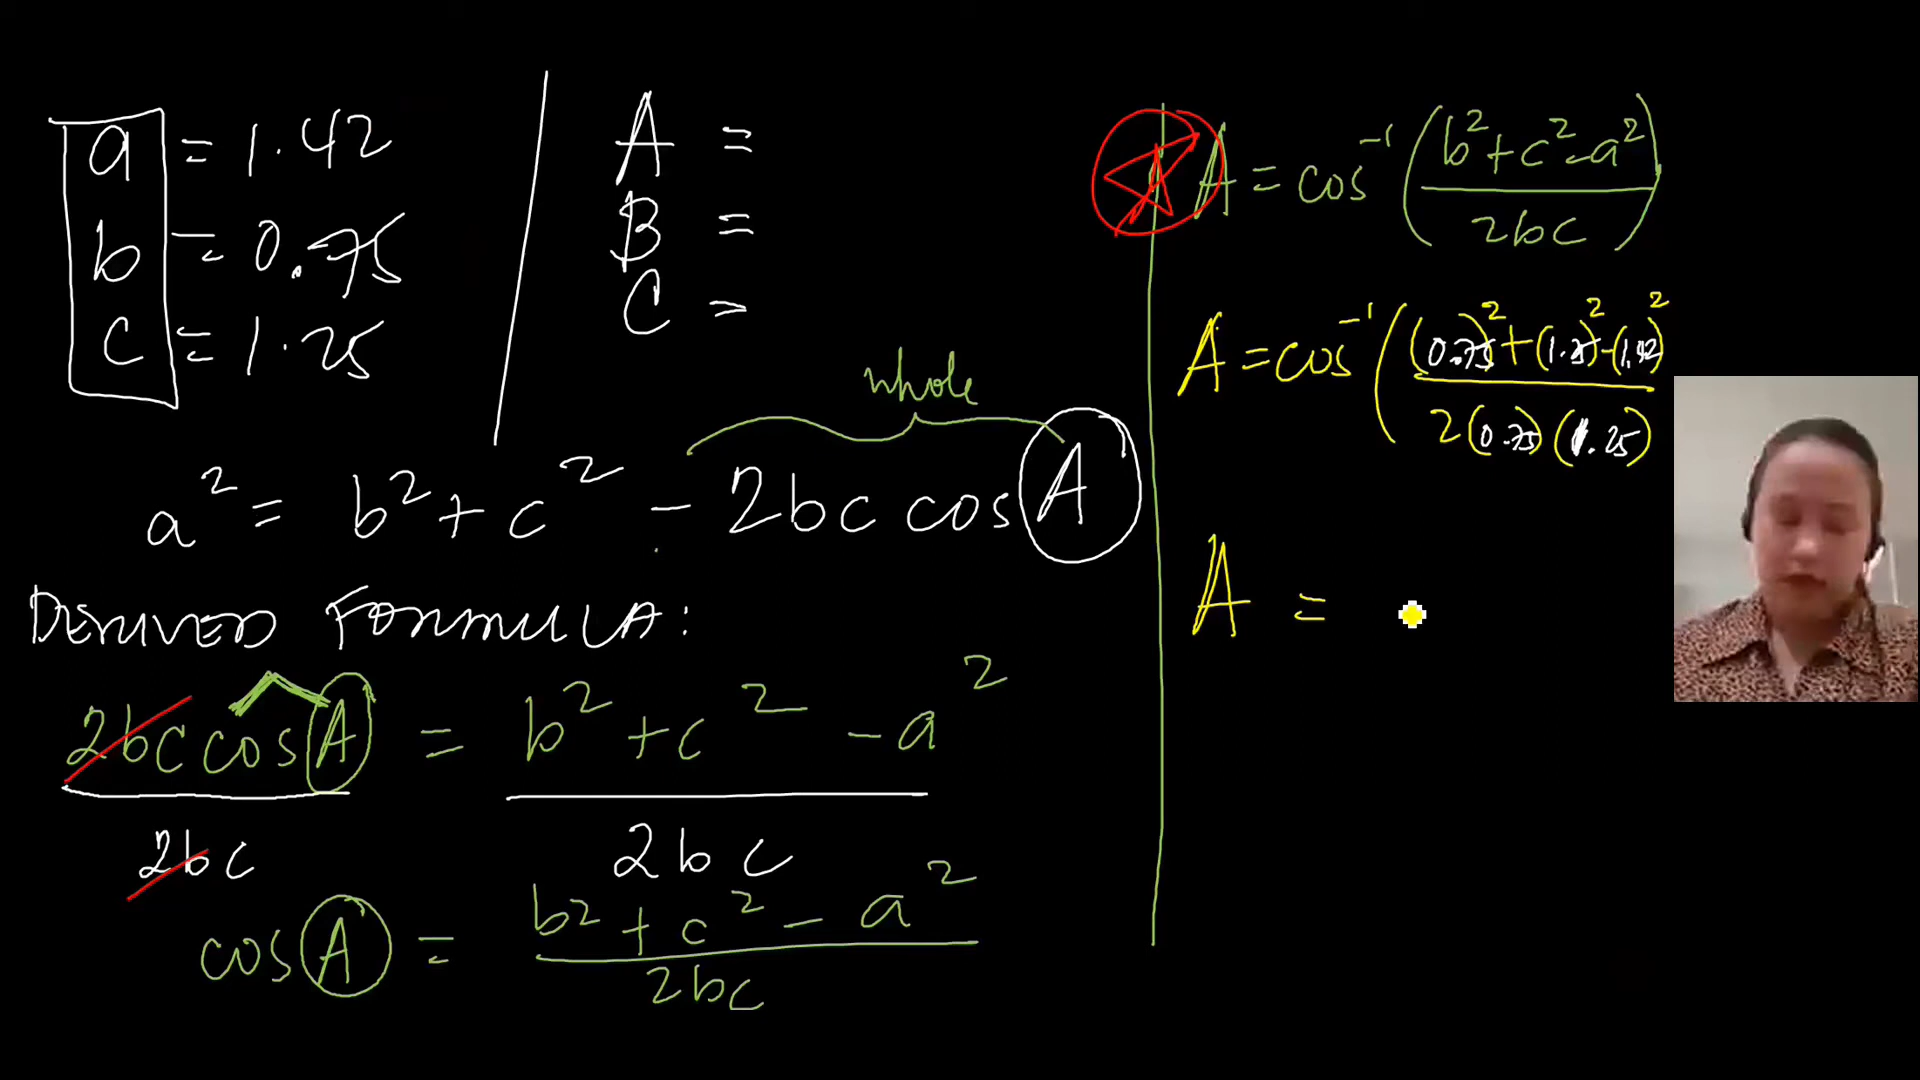 a = 1.42
b = 0.75
c = 1.25
A =
B =
C =
whole
a² = b² + c² - 2bc cos A
DERIVED FORMULA:
2bc cos A = b² + c² - a²
2bc 2bc
cos A = b² + c² - a²
2bc
A = cos⁻¹ (b² + c² - a²)
2bc
A = cos⁻¹ ((0.75)² + (1.25)² - (1.42)²
2(0.75)(1.25)
A =